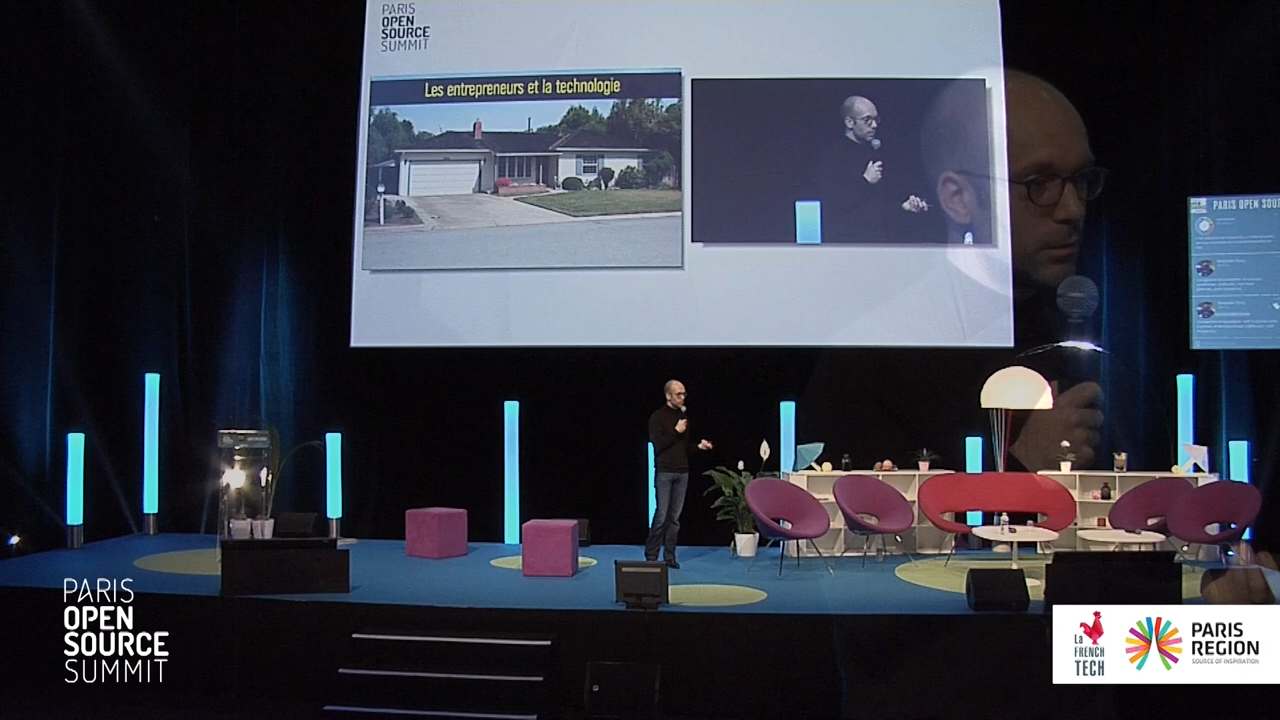 PARIS
OPEN
SOURCE
SUMMIT
Les entrepreneurs et la technologie
PARIS OPEN SOUR
PARIS
OPEN
SOURCE
SUMMIT
La
FRENCH
TECH
PARIS
REGION
SOURCE OF INSPIRATION